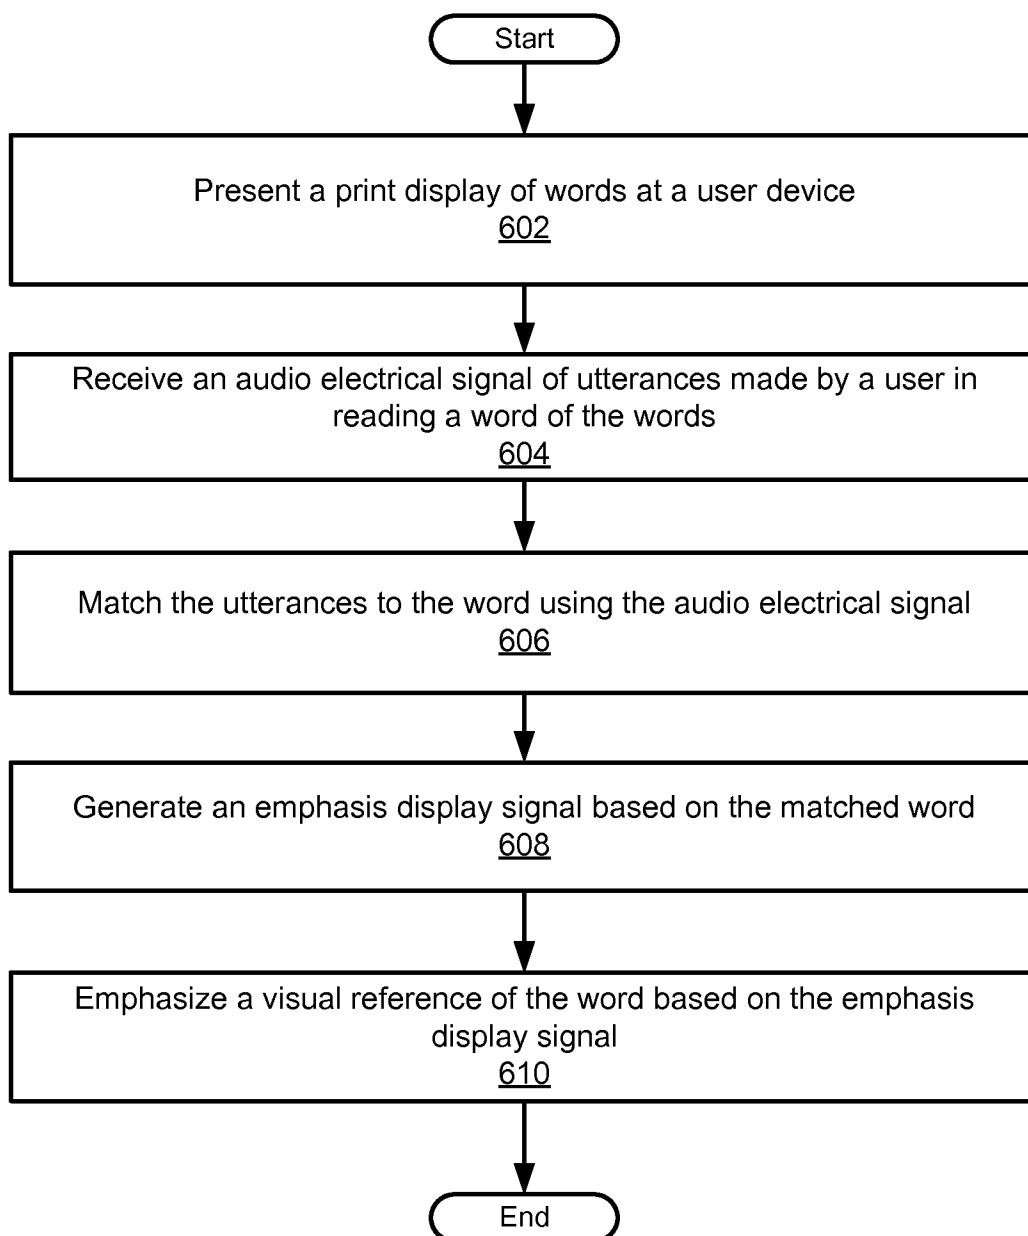 Start
Present a print display of words at a user device
602
Receive an audio electrical signal of utterances made by a user in
reading a word of the words
604
Match the utterances to the word using the audio electrical signal
606
Generate an emphasis display signal based on the matched word
608
Emphasize a visual reference of the word based on the emphasis
display signal
610
End